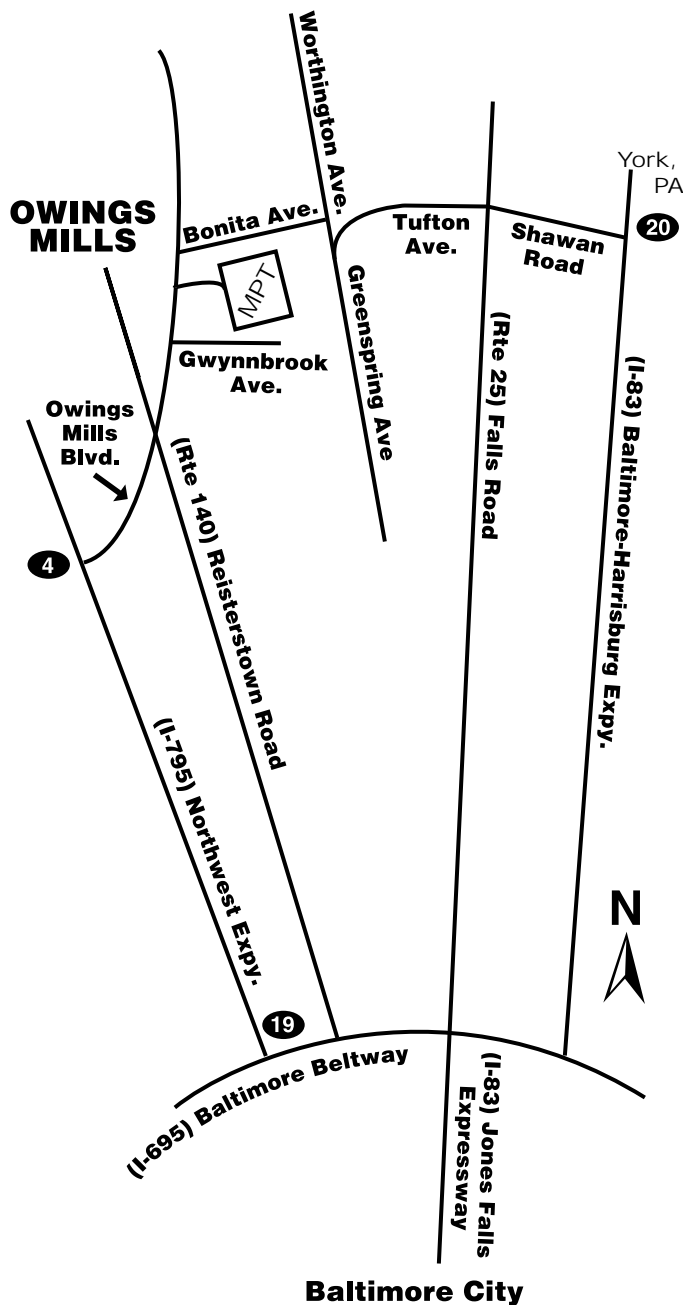 Worthington Ave.
York,
PA
OWINGS
MILLS
Bonita Ave.
Tufton
Ave.
20
Shawan
Road
MPT
Greenspring Ave
Gwynnbrook
Ave.
(Rte 25) Falls Road
(I-83) Baltimore-Harrisburg Expy.
Owings
Mills
Blvd.
(Rte 140) Reisterstown Road
4
(I-795) Northwest Expy.
N
19
(I-695) Baltimore Beltway
(I-83) Jones Falls
Expressway
Baltimore City